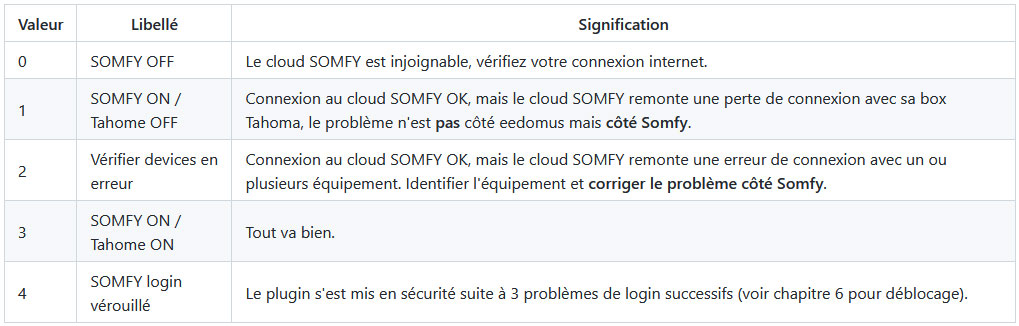 Valeur Libellé Signification
0 SOMFY OFF Le cloud SOMFY est injoignable, vérifiez votre connexion internet.
1 SOMFY ON / Tahome OFF Connexion au cloud SOMFY OK, mais le cloud SOMFY remonte une perte de connexion avec sa box
Tahoma, le problème n'est pas côté eedomus mais côté Somfy.
2 Vérifier devices en erreur Connexion au cloud SOMFY OK, mais le cloud SOMFY remonte une erreur de connexion avec un ou
plusieurs équipement. Identifier l'équipement et corriger le problème côté Somfy.
3 SOMFY ON / Tahome ON Tout va bien.
4 SOMFY login vérouillé Le plugin s'est mis en sécurité suite à 3 problèmes de login successifs (voir chapitre 6 pour déblocage).